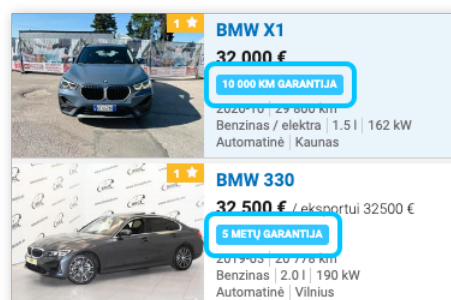 1
BMW X1
32 000 €
10 000 KM GARANTIJA
2020-10 | 29 800 km
Benzinas / elektra | 1.5 l | 162 kW
Automatinė | Kaunas
1
BMW 330
32 500 € / eksportui 32500 €
5 METŲ GARANTIJA
2019-03 | 20 778 km
Benzinas | 2.0 l | 190 kW
Automatinė | Vilnius